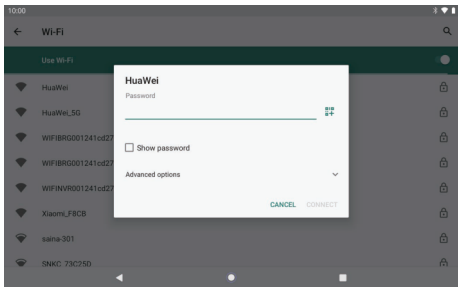 10:00
Wi-Fi
Use Wi-Fi
HuaWei
HuaWei_5G
WIFIBRG001241cd27
WIFIBRG001241cd27
WIFINVR001241cd27
Xiaomi_F8CB
saina-301
SNKC_73C25D
HuaWei
Password
Show password
Advanced options
CANCEL CONNECT